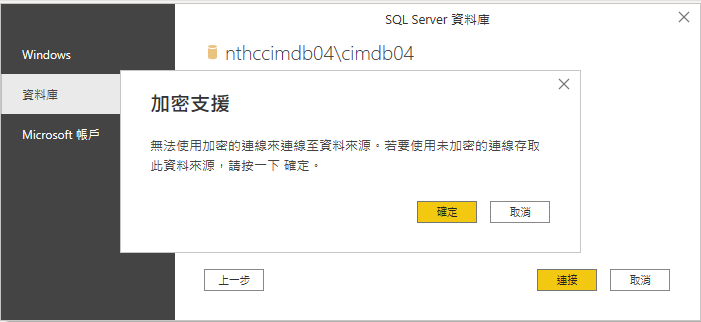 SQL Server 資料庫
Windows
資料庫
Microsoft 帳戶
nthccimdb04\cimdb04
加密支援
無法使用加密的連線來連線至資料來源。若要使用未加密的連線存取
此資料來源，請按一下 確定。
確定
取消
上一步
連接
取消